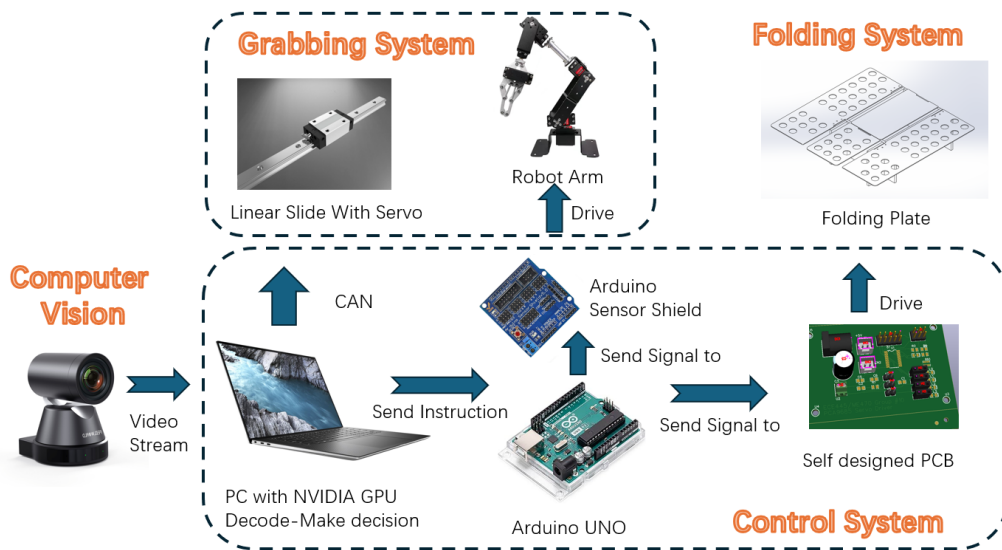 Grabbing System
Folding System
Linear Slide With Servo
Robot Arm
Folding Plate
Drive
Computer
Vision
CAN
Arduino
Sensor Shield
Drive
Video
Stream
Send Instruction
Send Signal to
Send Signal to
PC with NVIDIA GPU
Decode-Make decision
Arduino UNO
Self designed PCB
Control System